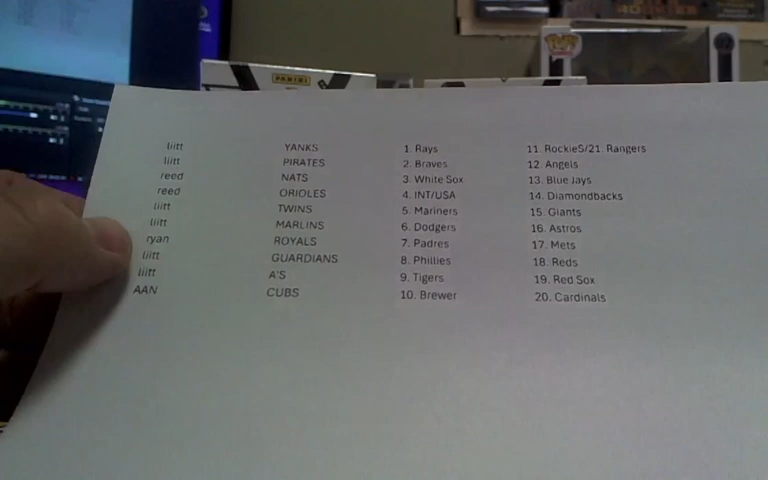 PANINI
POP!
liitt YANKS 1. Rays 11. RockieS/21. Rangers
liitt PIRATES 2. Braves 12. Angels
reed NATS 3. White Sox 13. Blue Jays
reed ORIOLES 4. INT/USA 14. Diamondbacks
liitt TWINS 5. Mariners 15. Giants
liitt MARLINS 6. Dodgers 16. Astros
ryan ROYALS 7. Padres 17. Mets
liitt GUARDIANS 8. Phillies 18. Reds
liitt A'S 9. Tigers 19. Red Sox
AAN CUBS 10. Brewer 20. Cardinals